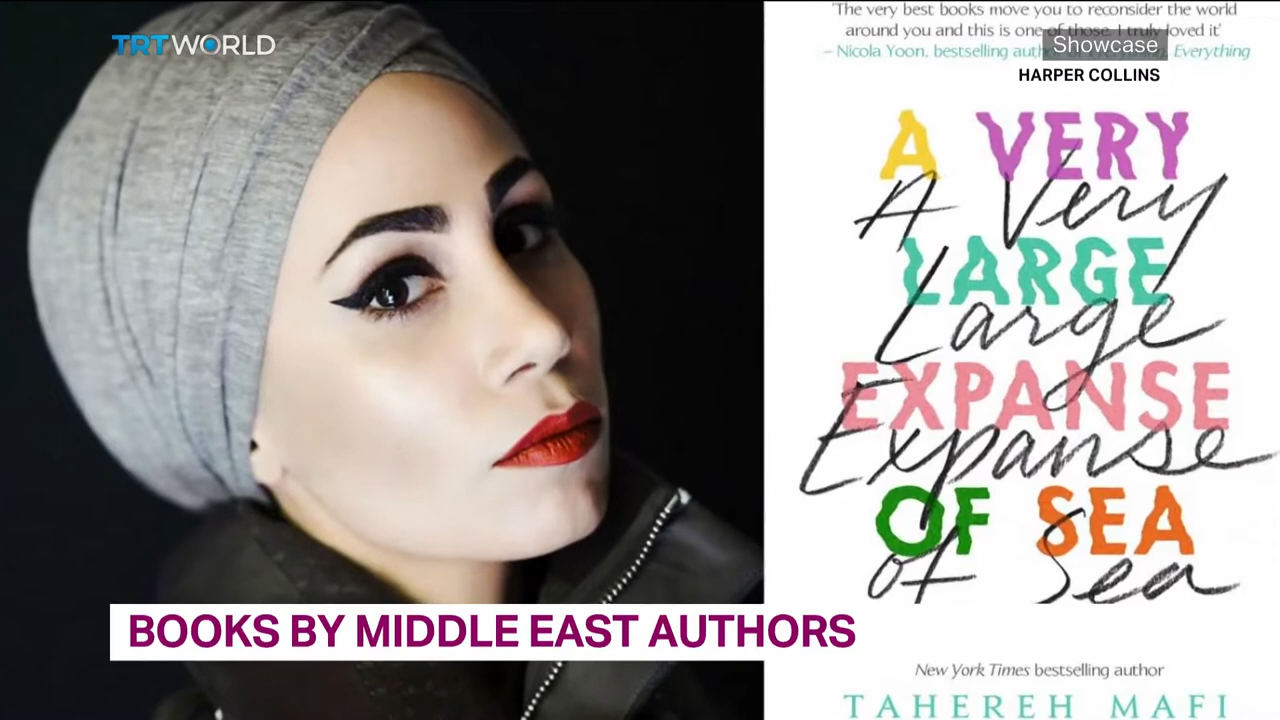 TRT WORLD
'The very best books move you to reconsider the world
around you and this is one of those. I truly loved it'
– Nicola Yoon, bestselling Everything
Showcase
HARPER COLLINS
A VERY
A Very
LARGE
Large
EXPANSE
Expanse
OF SEA
of Sea
BOOKS BY MIDDLE EAST AUTHORS
New York Times bestselling author
TAHEREH MAFI